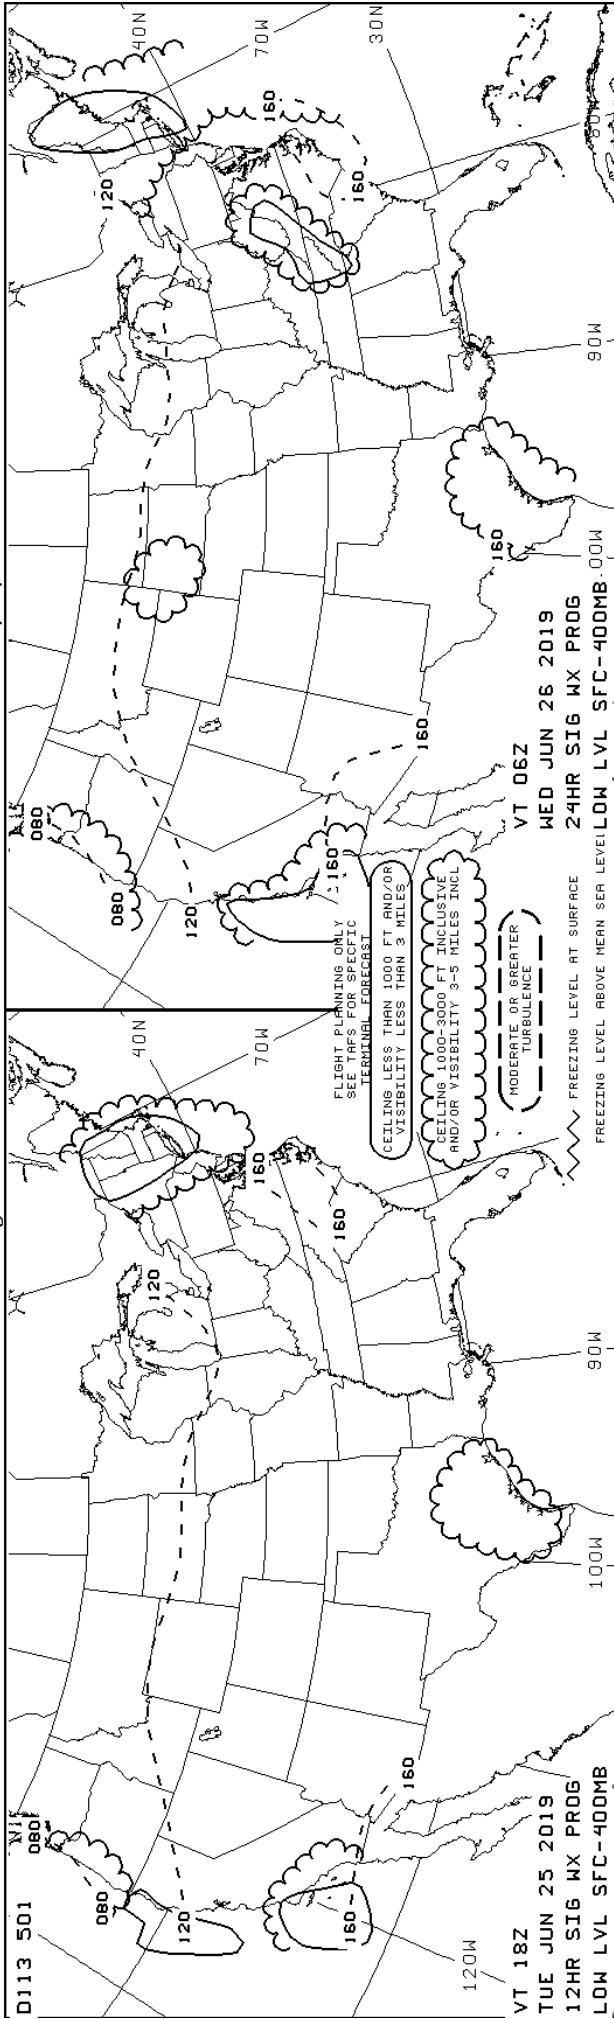 D113 501
080
080
120
160
160
120
160
160
120W
100W
90W
40N
70W
VT 18Z
TUE JUN 25 2019
12HR SIG WX PROG
LOW LVL SFC-400MB
FLIGHT PLANNING ONLY
SEE TAFS FOR SPECFIC
TERMINAL FORECAST
CEILING LESS THAN 1000 FT AND/OR
VISIBILITY LESS THAN 3 MILES
CEILING 1000-3000 FT INCLUSIVE
AND/OR VISIBILITY 3-5 MILES INCL
MODERATE OR GREATER
TURBULENCE
FREEZING LEVEL AT SURFACE
FREEZING LEVEL ABOVE MEAN SEA LEVEL
080
080
120
160
160
160
120
160
160
00W
90W
80W
40N
70W
30N
VT 06Z
WED JUN 26 2019
24HR SIG WX PROG
LOW LVL SFC-400MB